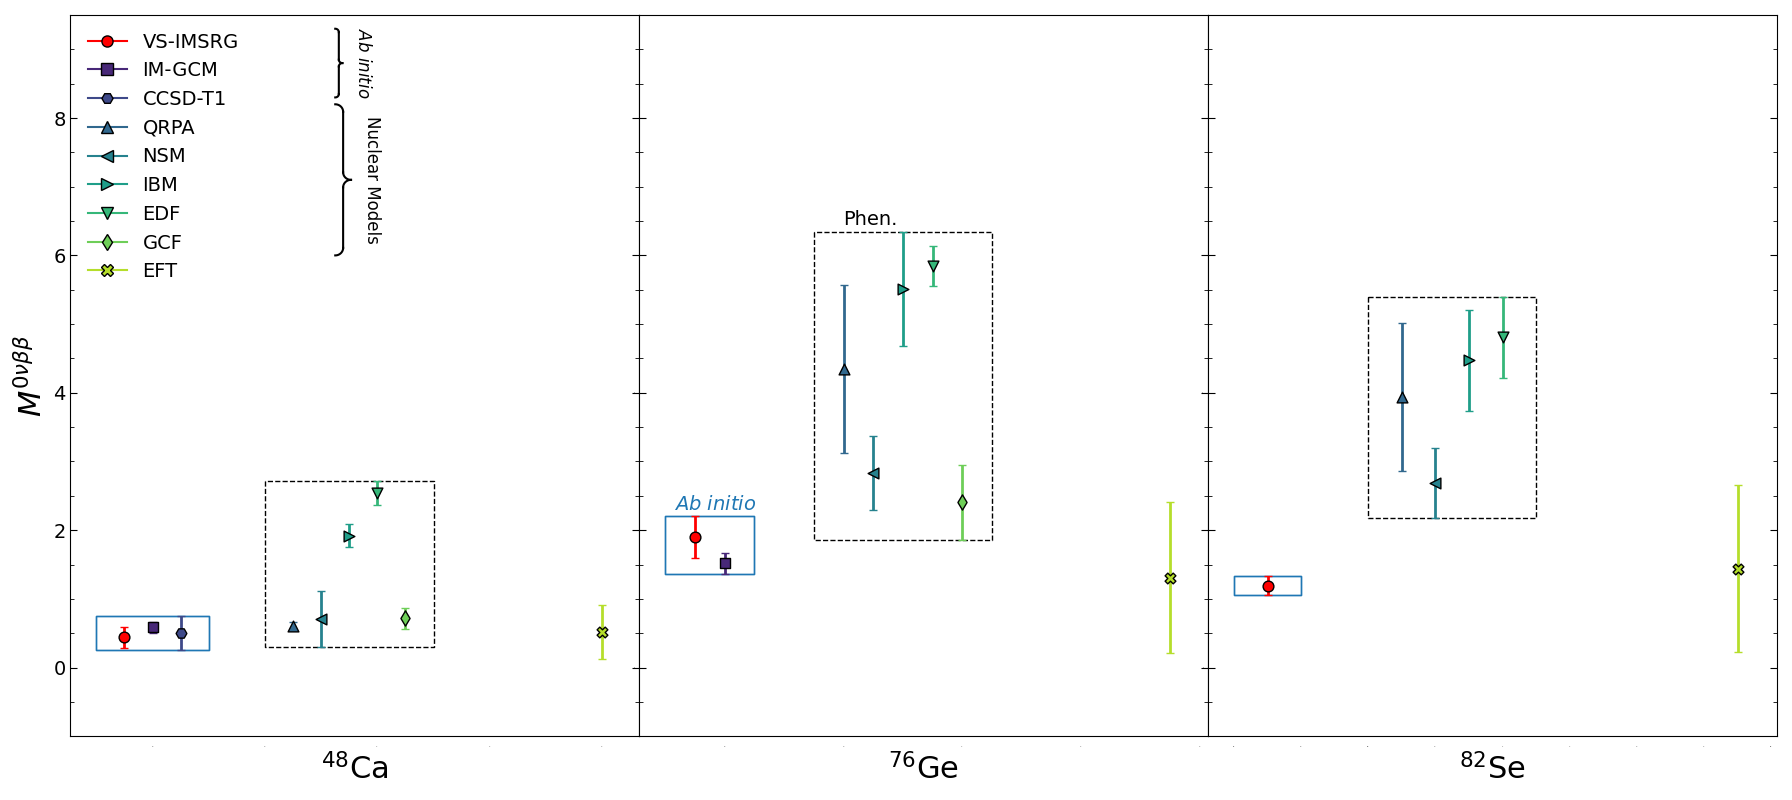 VS-IMSRG
IM-GCM
CCSD-T1
QRPA
NSM
IBM
EDF
GCF
EFT
Ab initio
Nuclear Models
8
6
4
2
0
M⁰νββ
Phen.
Ab initio
⁴⁸Ca
⁷⁶Ge
⁸²Se